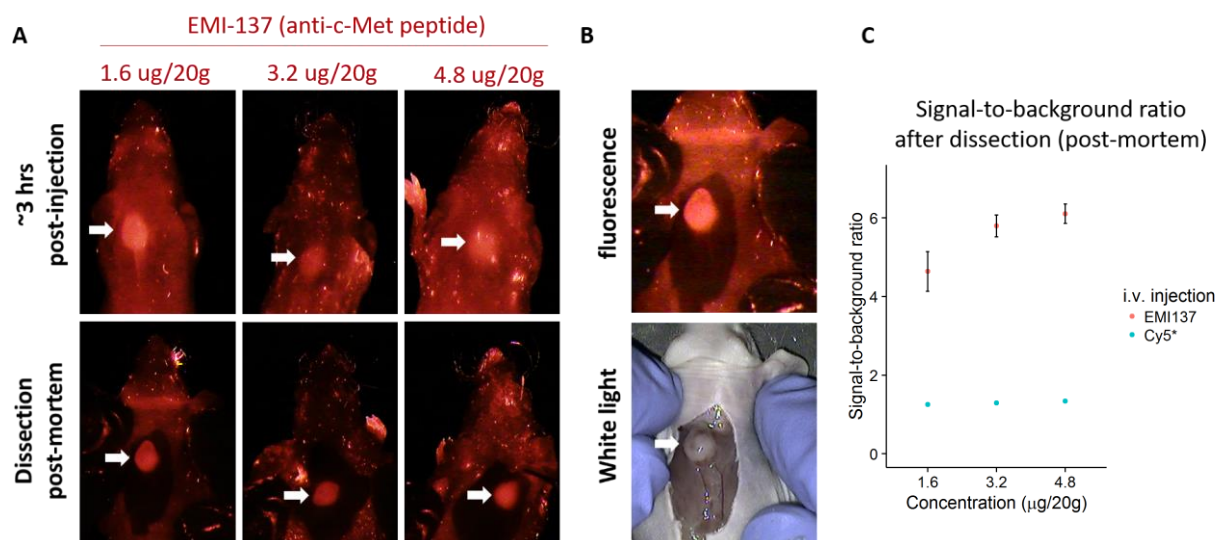 A
EMI-137 (anti-c-Met peptide)
1.6 ug/20g
3.2 ug/20g
4.8 ug/20g
~3 hrs
post-injection
Dissection
post-mortem
B
fluorescence
White light
C
Signal-to-background ratio
after dissection (post-mortem)
Signal-to-background ratio
6
4
2
0
1.6
3.2
4.8
Concentration (μg/20g)
i.v. injection
EMI137
Cy5*